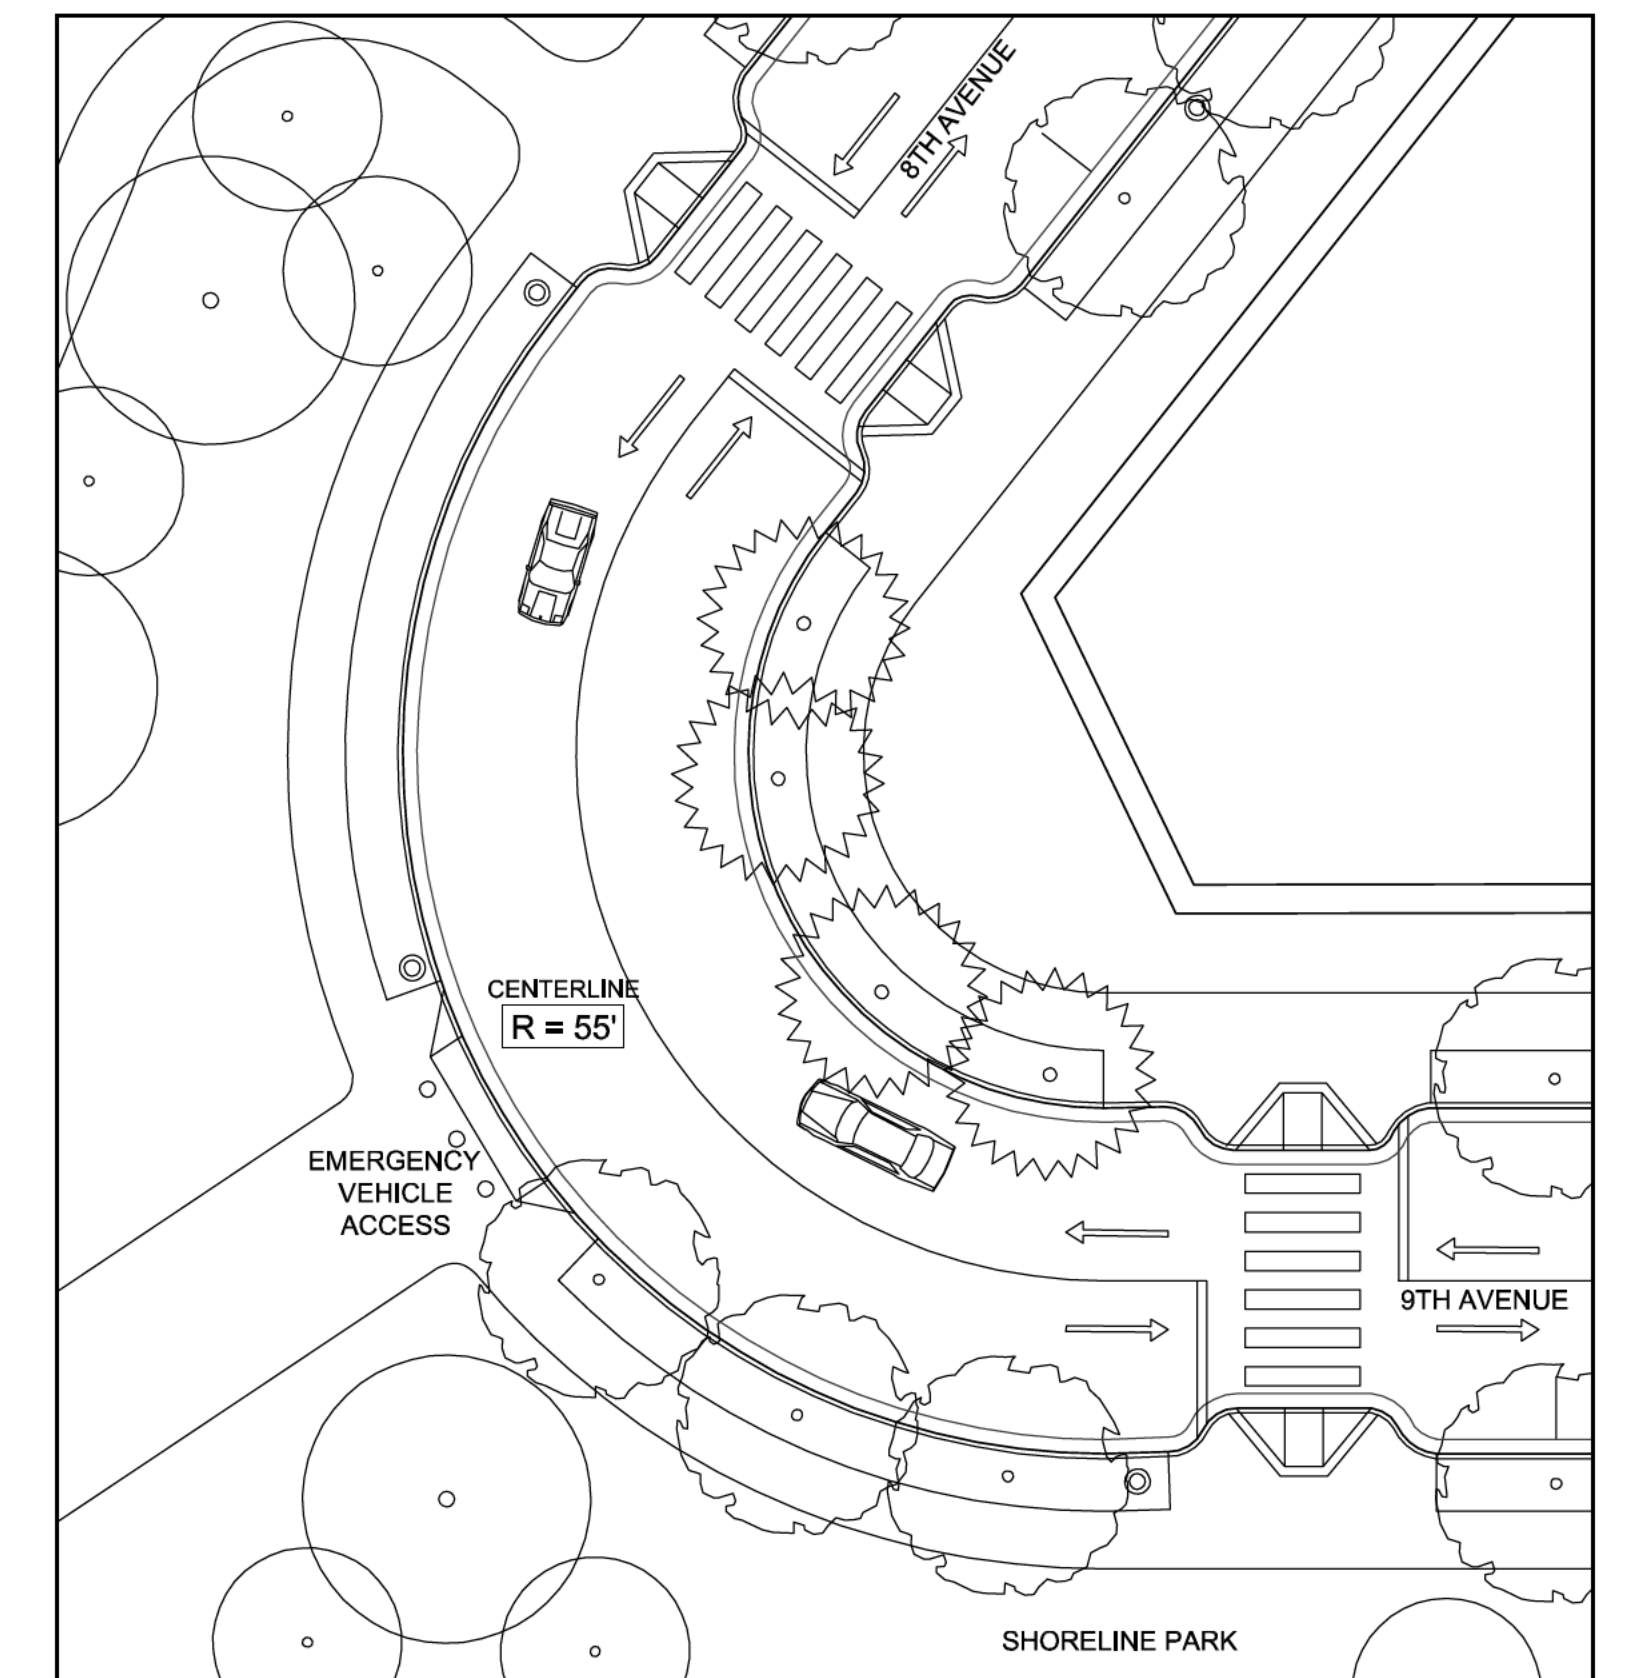 8TH AVENUE
CENTERLINE
R = 55'
EMERGENCY
VEHICLE
ACCESS
9TH AVENUE
SHORELINE PARK